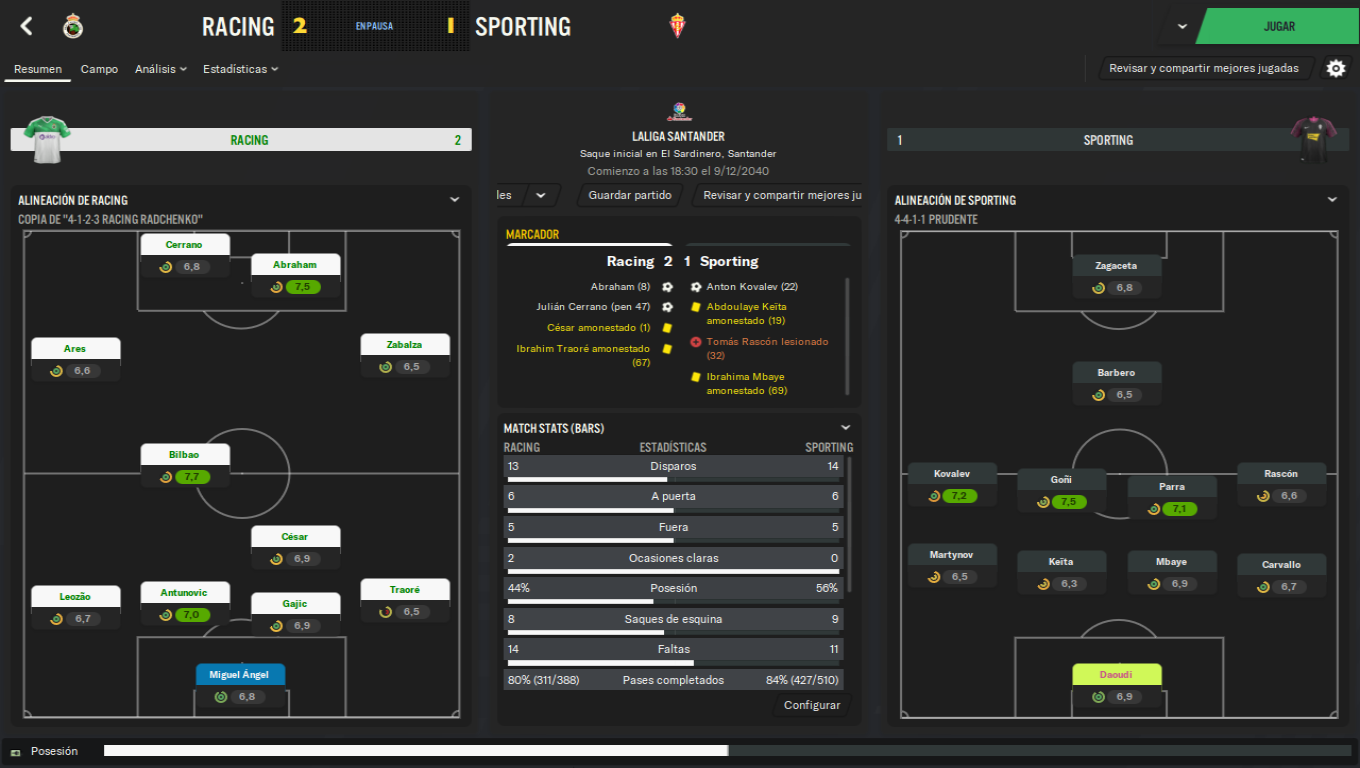 RACING 2 EN PAUSA 1 SPORTING
JUGAR
Resumen Campo Análisis Estadísticas
Revisar y compartir mejores jugadas
RACING 2
ALINEACIÓN DE RACING
COPIA DE "4-1-2-3 RACING RADCHENKO"
Cerrano
6,8
Abraham
7,5
Ares
6,6
Zabalza
6,5
Bilbao
7,7
César
6,9
Leozão
6,7
Antunovic
7,0
Gajic
6,9
Traoré
6,5
Miguel Ángel
6,8
LALIGA SANTANDER
Saque inicial en El Sardinero, Santander
Comienzo a las 18:30 el 9/12/2040
les
Guardar partido
Revisar y compartir mejores ju
MARCADOR
Racing 2 1 Sporting
Abraham (8)
Julián Cerrano (pen 47)
César amonestado (1)
Ibrahim Traoré amonestado
(67)
Anton Kovalev (22)
Abdoulaye Keïta
amonestado (19)
Tomás Rascón lesionado
(32)
Ibrahima Mbaye
amonestado (69)
MATCH STATS (BARS)
RACING ESTADÍSTICAS SPORTING
13 Disparos 14
6 A puerta 6
5 Fuera 5
2 Ocasiones claras 0
44% Posesión 56%
8 Saques de esquina 9
14 Faltas 11
80% (311/388) Pases completados 84% (427/510)
Configurar
1 SPORTING
ALINEACIÓN DE SPORTING
4-4-1-1 PRUDENTE
Zagaceta
6,8
Barbero
6,5
Kovalev
7,2
Goñi
7,5
Parra
7,1
Rascón
6,6
Martynov
6,5
Keïta
6,3
Mbaye
6,9
Carvallo
6,7
Daoudi
6,9
Posesión